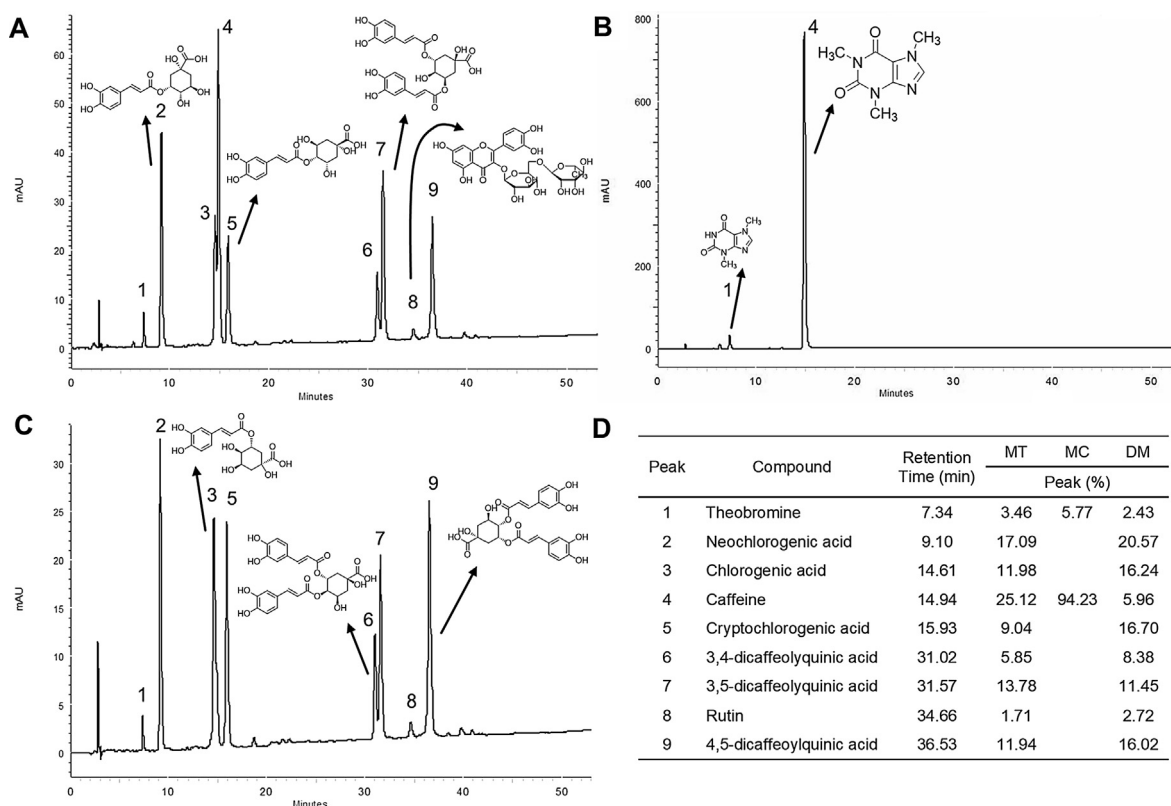 A
mAU
60
50
40
30
20
10
0
1
2
3
4
5
6
7
8
9
0 10 20 30 40 50
Minutes
B
mAU
800
600
400
200
0
1
4
0 10 20 30 40 50
Minutes
C
mAU
30
25
20
15
10
5
0
1
2
3
5
6
7
8
9
0 10 20 30 40 50
Minutes
D
Peak Compound Retention Time (min) MT MC DM
Peak (%)
1 Theobromine 7.34 3.46 5.77 2.43
2 Neochlorogenic acid 9.10 17.09 20.57
3 Chlorogenic acid 14.61 11.98 16.24
4 Caffeine 14.94 25.12 94.23 5.96
5 Cryptochlorogenic acid 15.93 9.04 16.70
6 3,4-dicaffeolyquinic acid 31.02 5.85 8.38
7 3,5-dicaffeolyquinic acid 31.57 13.78 11.45
8 Rutin 34.66 1.71 2.72
9 4,5-dicaffeoylquinic acid 36.53 11.94 16.02